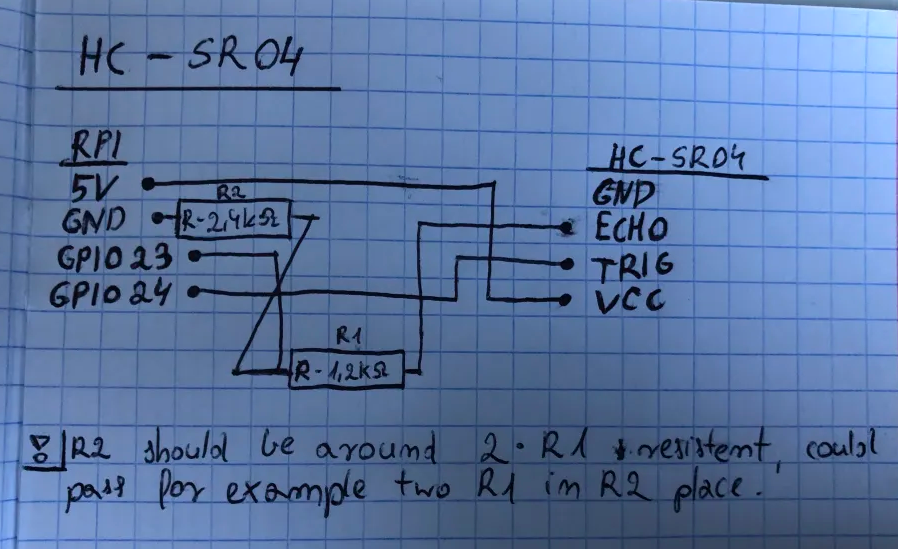 HC - SR04
RPI
5V
GND
GPIO 23
GPIO 24
R2
R-2,4kΩ
R1
R-1,2kΩ
HC-SR04
GND
ECHO
TRIG
VCC
R2 should be around 2·R1 resistent, could
pass for example two R1 in R2 place.